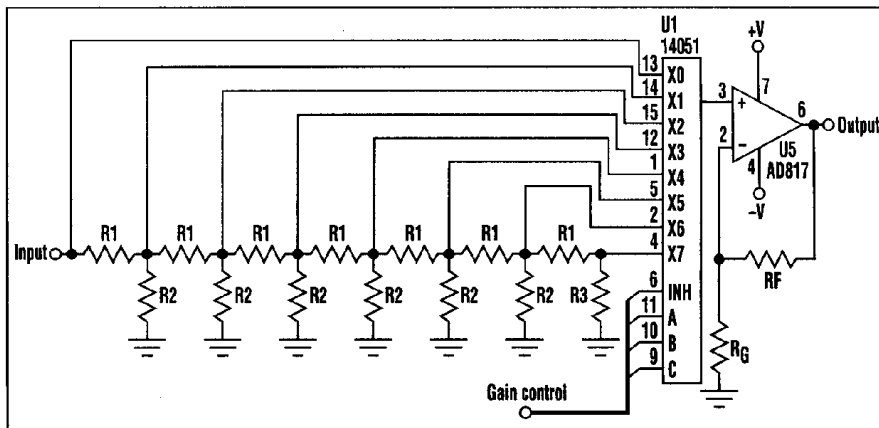 U1
14051
+V
13 X0
14 X1
15 X2
12 X3
1 X4
5 X5
2 X6
4 X7
6 INH
11 A
10 B
9 C
3 + 7 6 Output
2 − 4 U5
AD817
−V
Input R1 R1 R1 R1 R1 R1 R1
R2 R2 R2 R2 R2 R2 R3
RF
RG
Gain control